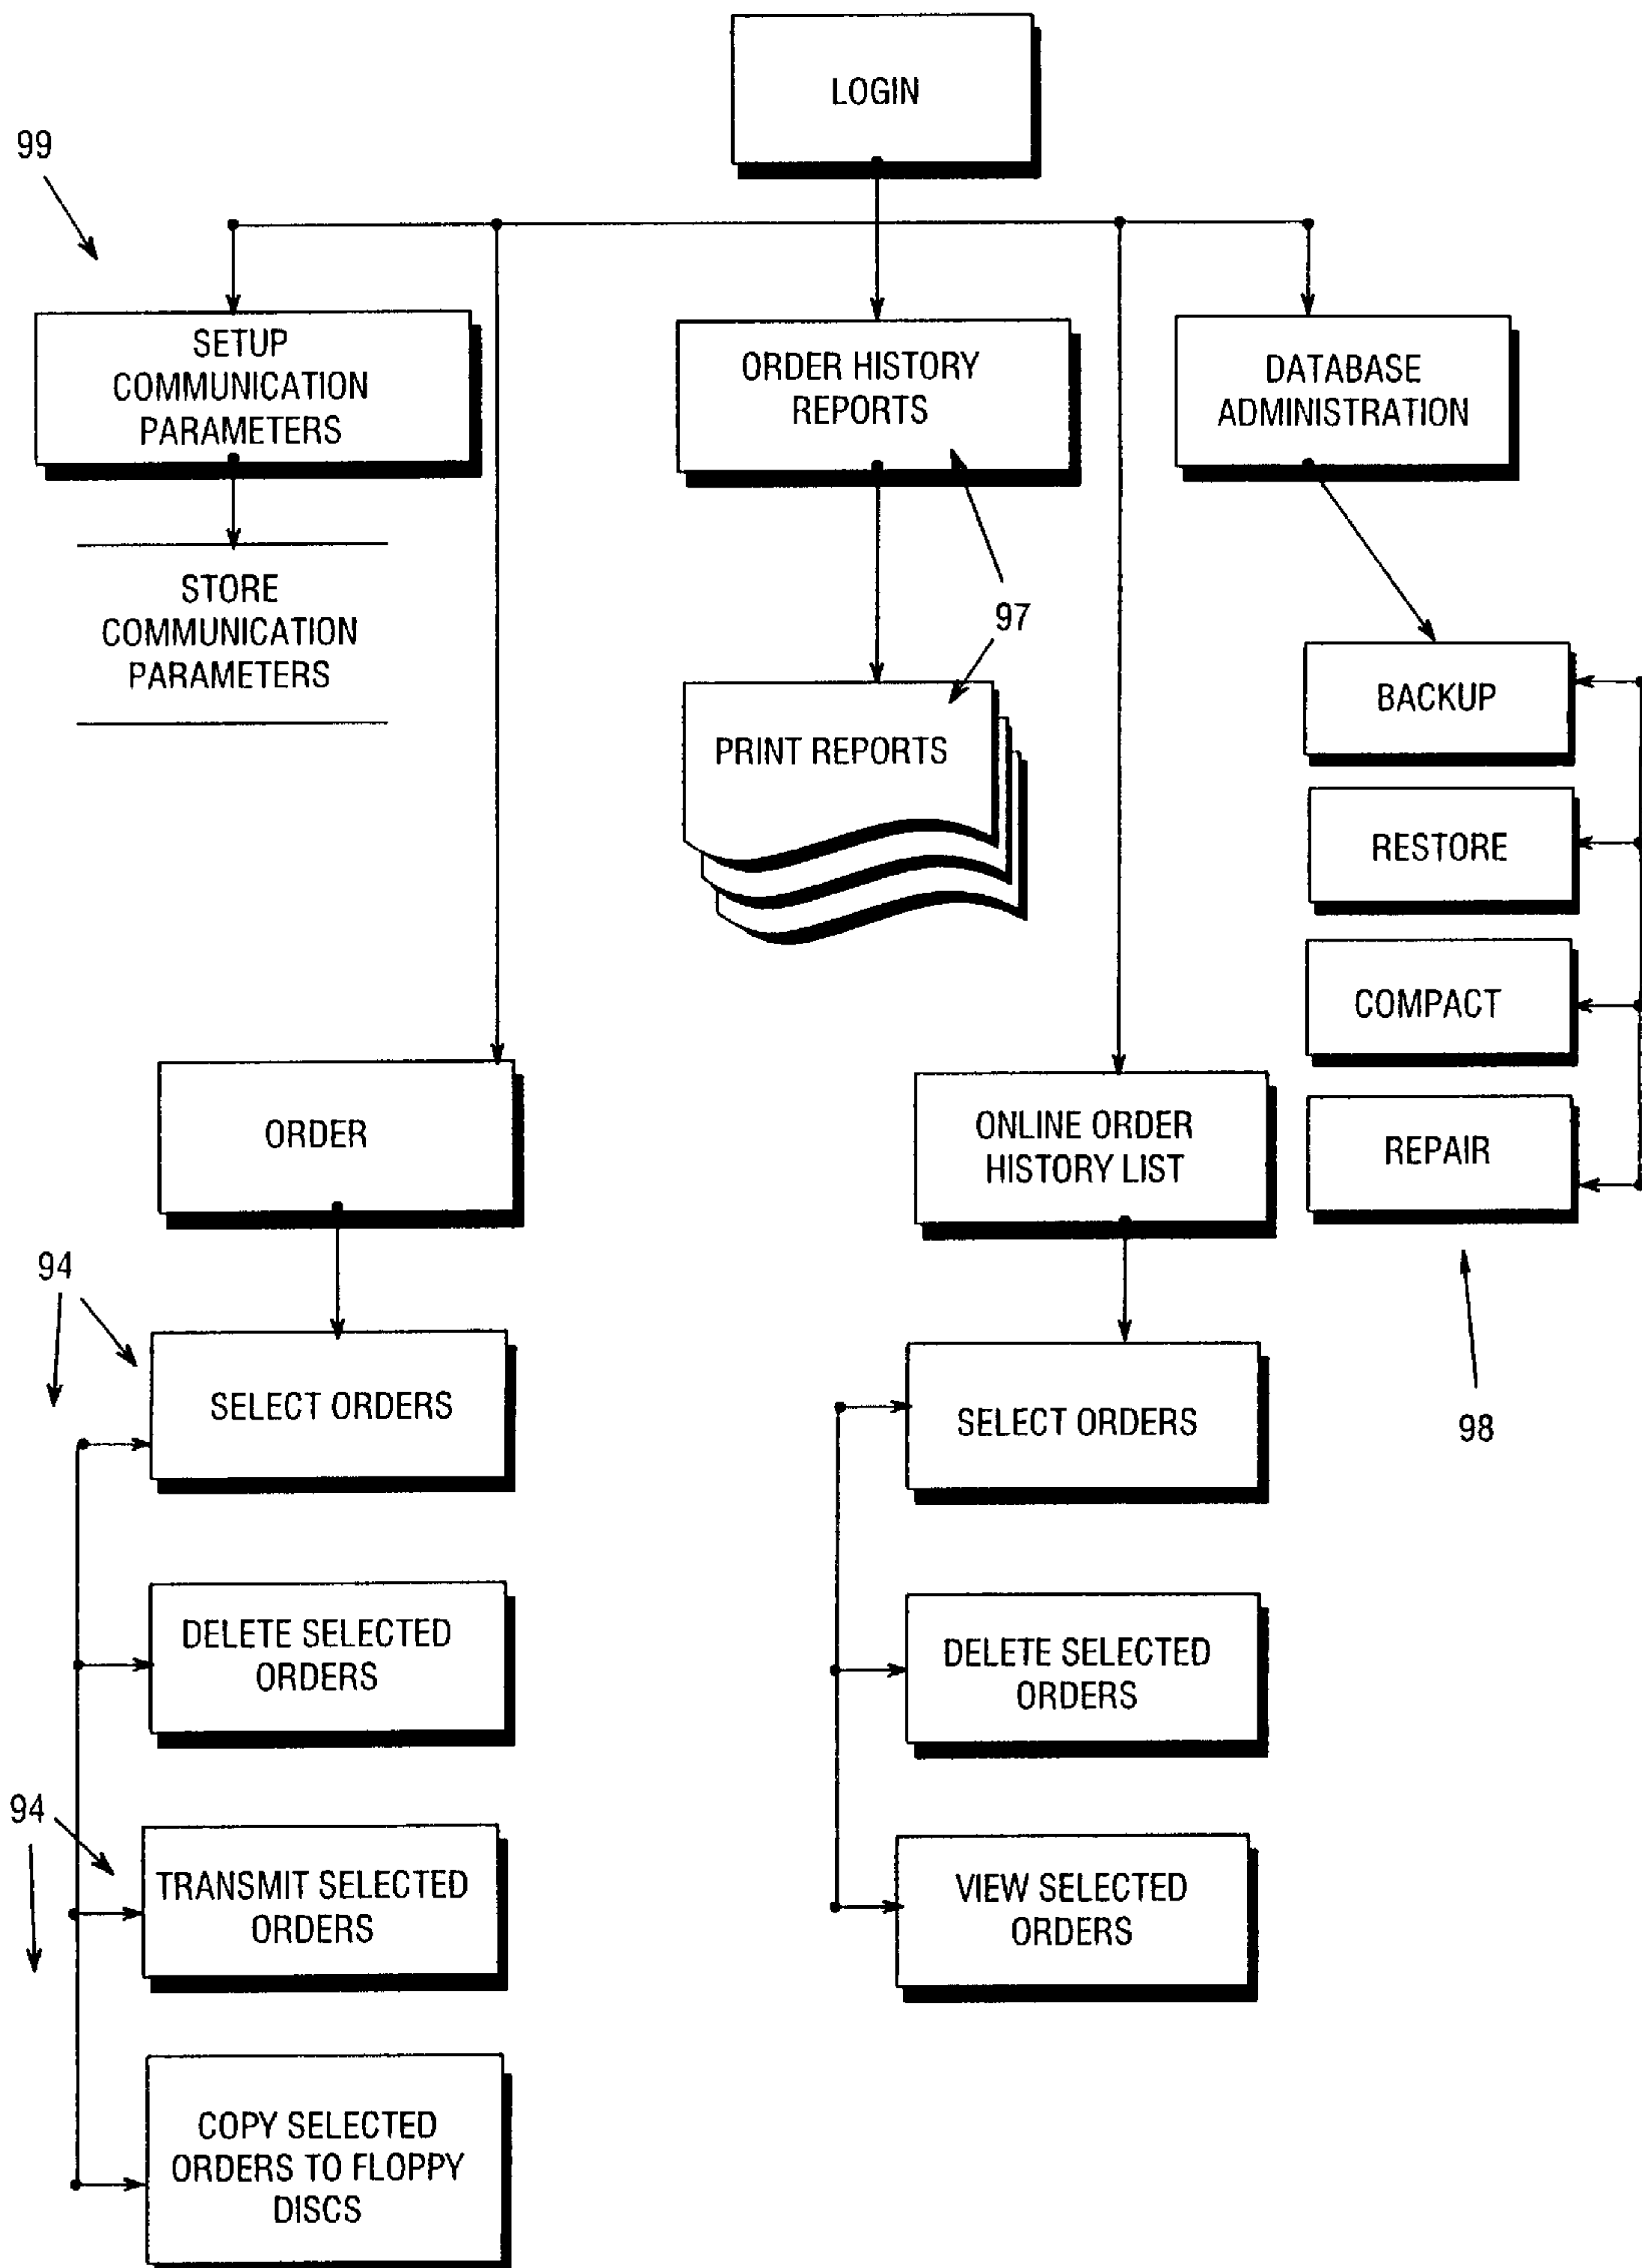 LOGIN
99
SETUP
COMMUNICATION
PARAMETERS
ORDER HISTORY
REPORTS
DATABASE
ADMINISTRATION
STORE
COMMUNICATION
PARAMETERS
97
PRINT REPORTS
BACKUP
RESTORE
COMPACT
REPAIR
98
ORDER
ONLINE ORDER
HISTORY LIST
94
SELECT ORDERS
SELECT ORDERS
DELETE SELECTED
ORDERS
DELETE SELECTED
ORDERS
94
TRANSMIT SELECTED
ORDERS
VIEW SELECTED
ORDERS
COPY SELECTED
ORDERS TO FLOPPY
DISCS